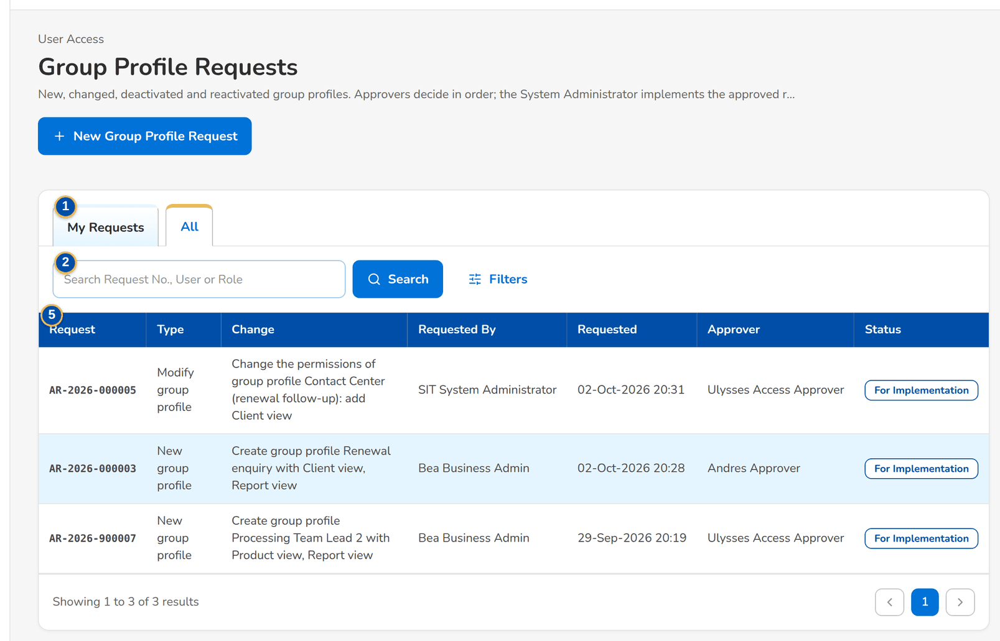 User Access
Group Profile Requests
New, changed, deactivated and reactivated group profiles. Approvers decide in order; the System Administrator implements the approved r...
+ New Group Profile Request
1
My Requests
All
2
Search Request No., User or Role
Search
Filters
5
Request
Type
Change
Requested By
Requested
Approver
Status
AR-2026-000005
Modify
group
profile
Change the permissions of
group profile Contact Center
(renewal follow-up): add
Client view
SIT System Administrator
02-Oct-2026 20:31
Ulysses Access Approver
For Implementation
AR-2026-000003
New
group
profile
Create group profile Renewal
enquiry with Client view,
Report view
Bea Business Admin
02-Oct-2026 20:28
Andres Approver
For Implementation
AR-2026-900007
New
group
profile
Create group profile
Processing Team Lead 2 with
Product view, Report view
Bea Business Admin
29-Sep-2026 20:19
Ulysses Access Approver
For Implementation
Showing 1 to 3 of 3 results
1